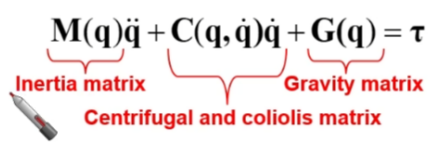 M(q)q̈ + C(q, q̇)q̇ + G(q) = τ
Inertia matrix
Gravity matrix
Centrifugal and coliolis matrix